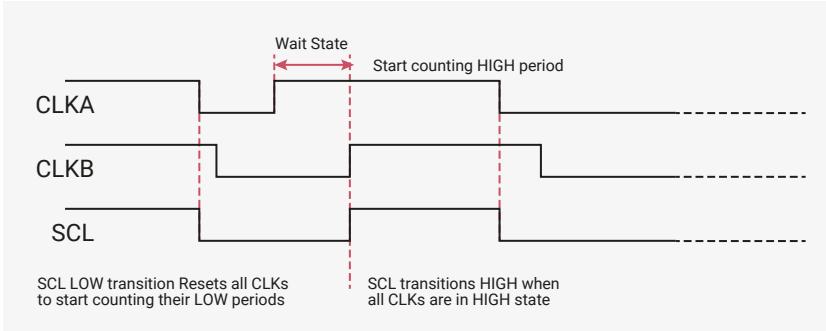 Wait State
Start counting HIGH period
CLKA
CLKB
SCL
SCL LOW transition Resets all CLKs
to start counting their LOW periods
SCL transitions HIGH when
all CLKs are in HIGH state